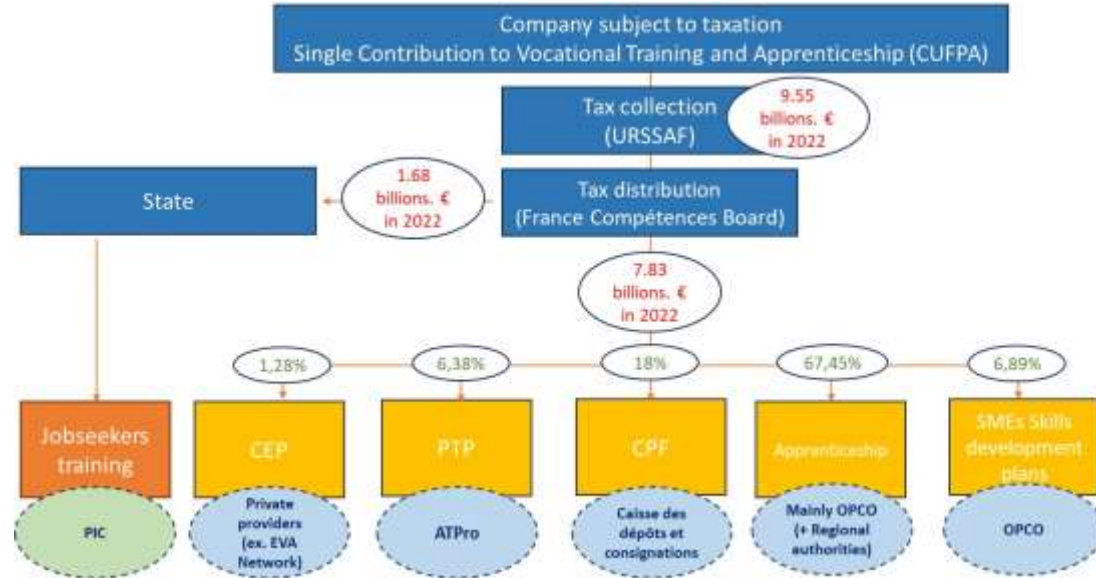 Company subject to taxation
Single Contribution to Vocational Training and Apprenticeship (CUFPA)
Tax collection
(URSSAF)
9.55
billions. €
in 2022
State
1.68
billions. €
in 2022
Tax distribution
(France Compétences Board)
7.83
billions. €
in 2022
1,28%
6,38%
18%
67,45%
6,89%
Jobseekers
training
CEP
PTP
CPF
Apprenticeship
SMEs Skills
development
plans
PIC
Private
providers
(ex. EVA
Network)
ATPro
Caisse des
dépôts et
consignations
Mainly OPCO
(+ Regional
authorities)
OPCO